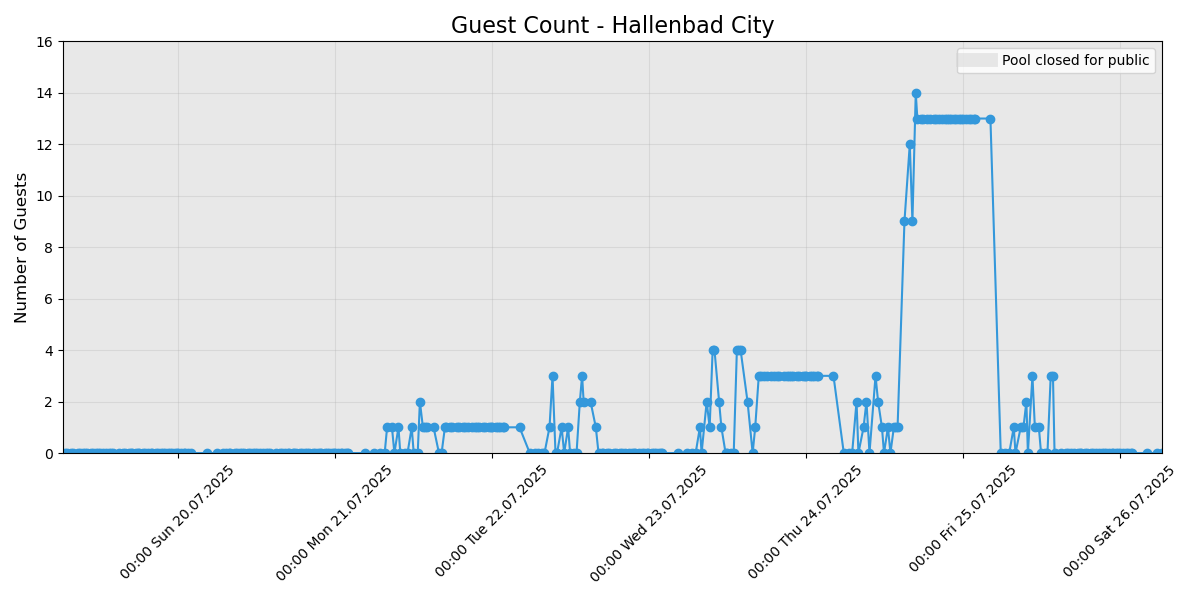 Guest Count - Hallenbad City
Pool closed for public
Number of Guests
16
14
12
10
8
6
4
2
0
00:00 Sun 20.07.2025
00:00 Mon 21.07.2025
00:00 Tue 22.07.2025
00:00 Wed 23.07.2025
00:00 Thu 24.07.2025
00:00 Fri 25.07.2025
00:00 Sat 26.07.2025